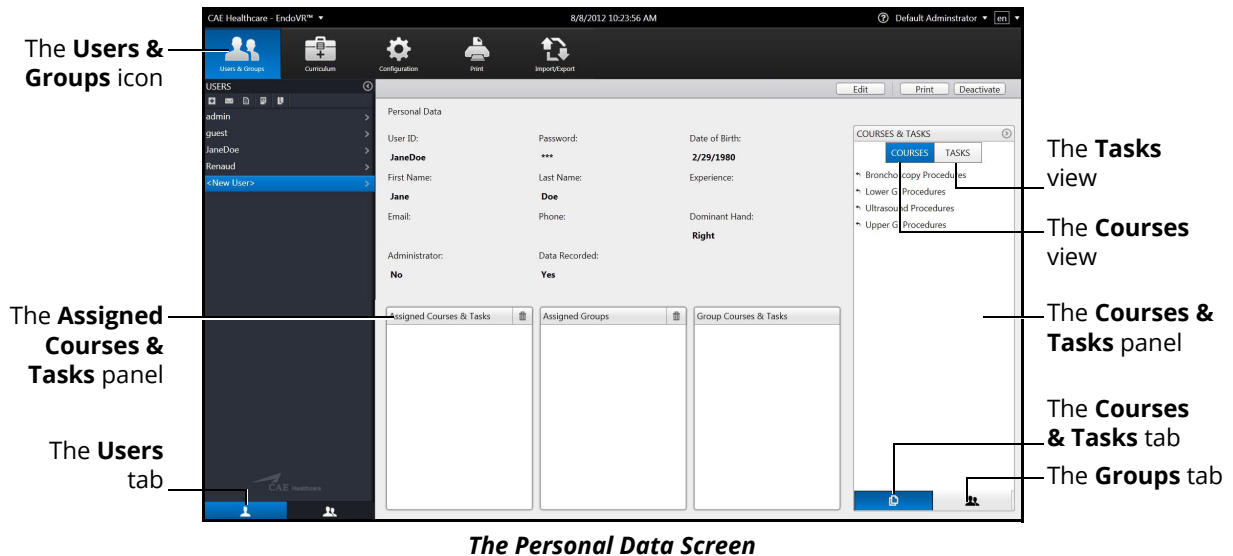 CAE Healthcare - EndoVR™ ▾
8/8/2012 10:23:56 AM
Default Adminstrator ▾ en ▾
The Users &
Groups icon
Users & Groups
Curriculum
Configuration
Print
Import/Export
USERS
admin
guest
JaneDoe
Renaud
<New User>
Edit
Print
Deactivate
Personal Data
User ID:
Password:
Date of Birth:
JaneDoe
***
2/29/1980
First Name:
Last Name:
Experience:
Jane
Doe
Email:
Phone:
Dominant Hand:
Right
Administrator:
Data Recorded:
No
Yes
COURSES & TASKS
COURSES
TASKS
Bronchoscopy Procedures
Lower GI Procedures
Ultrasound Procedures
Upper GI Procedures
The Tasks
view
The Courses
view
The Assigned
Courses &
Tasks panel
Assigned Courses & Tasks
Assigned Groups
Group Courses & Tasks
The Courses &
Tasks panel
The Courses
& Tasks tab
The Groups tab
The Users
tab
CAE Healthcare
The Personal Data Screen